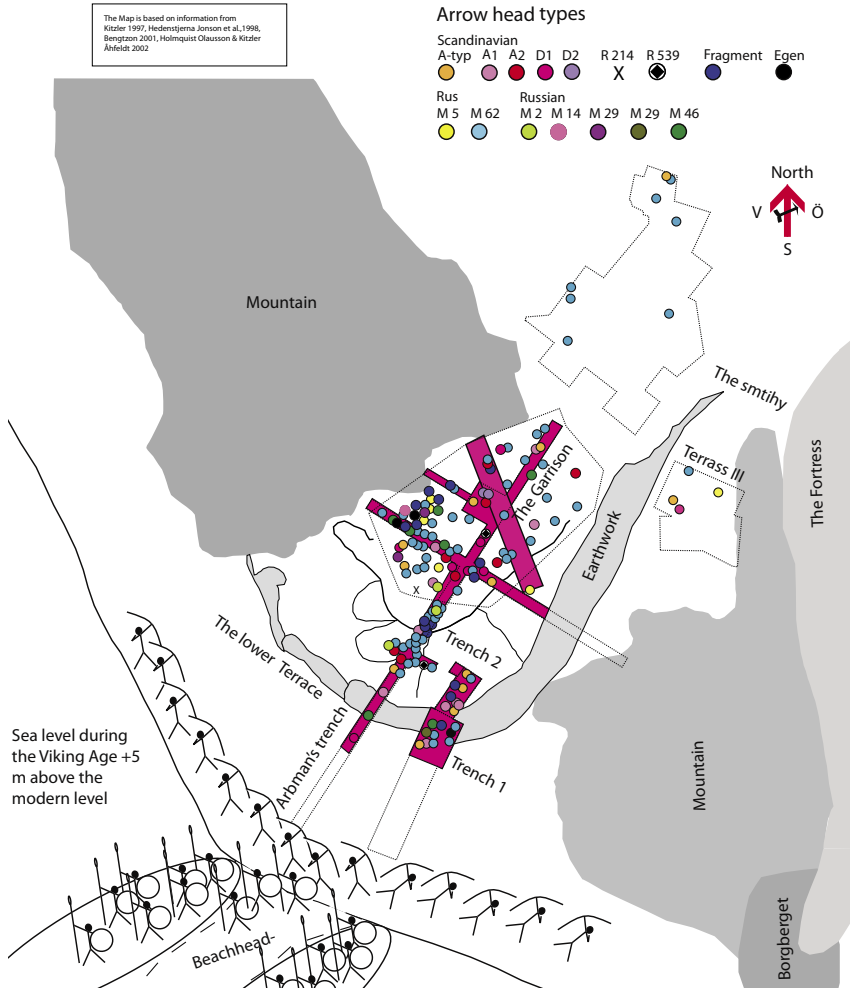 The Map is based on information from
Kitzler 1997, Hedenstjerna Jonson et al.,1998,
Bengtzon 2001, Holmquist Olausson & Kitzler
Åhfeldt 2002
Arrow head types
Scandinavian
A-typ A1 A2 D1 D2 R 214 R 539 Fragment Egen
X
Rus Russian
M 5 M 62 M 2 M 14 M 29 M 29 M 46
North
V Ö
S
Mountain
The smtihy
The Fortress
Terrass III
The Garrison
Earthwork
X
The lower Terrace
Trench 2
Arbman's trench
Trench 1
Sea level during
the Viking Age +5
m above the
modern level
Mountain
Beachhead-
Borgberget